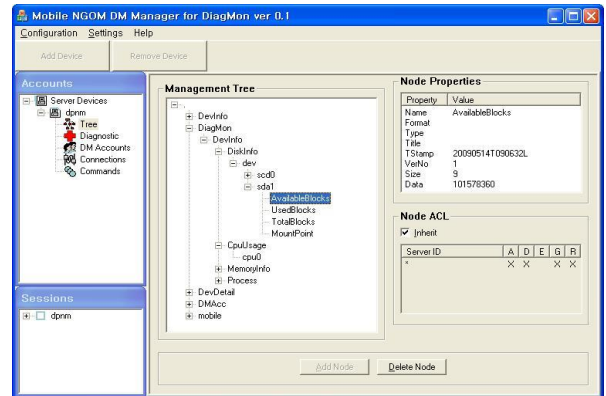 Mobile NGOM DM Manager for DiagMon ver 0.1
Configuration Settings Help
Add Device Remove Device
Accounts
Server Devices
dpnm
Tree
Diagnostic
DM Accounts
Connections
Commands
Sessions
dpnm
Management Tree
.
DevInfo
DiagMon
DevInfo
DiskInfo
dev
scd0
sda1
AvailableBlocks
UsedBlocks
TotalBlocks
MountPoint
CpuUsage
cpu0
MemoryInfo
Process
DevDetail
DMAcc
mobile
Node Properties
Property Value
Name AvailableBlocks
Format
Type
Title
TStamp 20090514T090632L
VerNo 1
Size 9
Data 101578360
Node ACL
Inherit
Server ID A D E G R
* X X X X
Add Node Delete Node